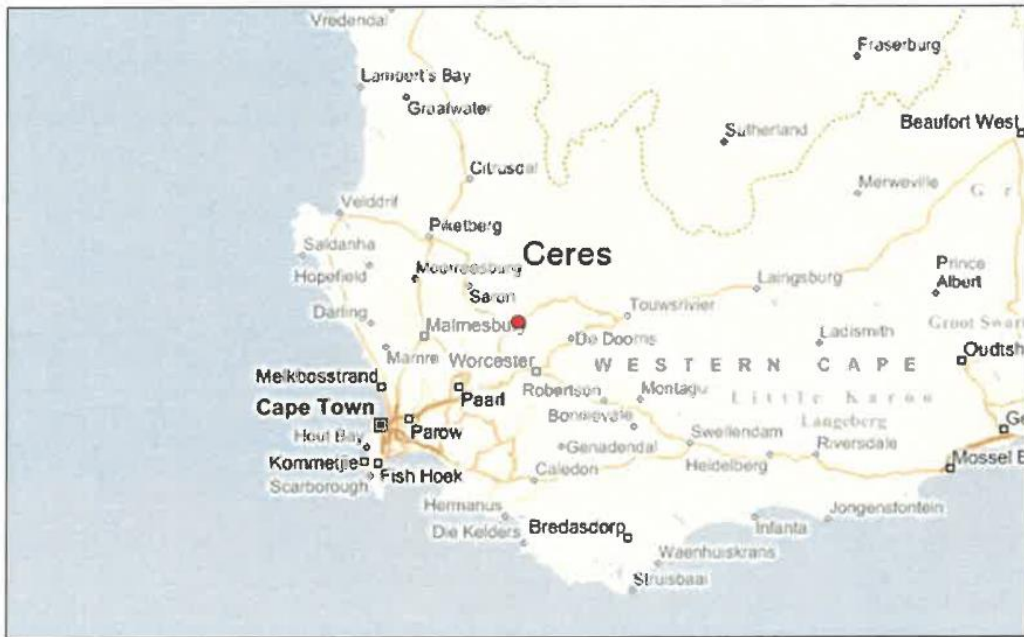 Vredendal
Fraserburg
Lambert's Bay
Graafwater
Sutherland
Beaufort West
Citrusdal
Merweville
G r
Velddrif
Piketberg
Saldanha
Ceres
Hopefield
Moorreesburg
Prince
Albert
Laingsburg
Saron
Touwsrivier
Darling
Malmesbury
Groot Swar
De Dooms
Ladismith
Mamre
Worcester
WESTERN CAPE
Oudtsh
Melkbosstrand
Paarl
Robertson
Montagu
Little Karoo
Cape Town
Bonnievale
Langeberg
Parow
Ge
Hout Bay
Genadendal
Swellendam
Riversdale
Kommetjie
Fish Hoek
Caledon
Heidelberg
Mossel B
Scarborough
Hermanus
Jongensfontein
Die Kelders
Bredasdorp
Infanta
Waenhuiskrans
Struisbaai